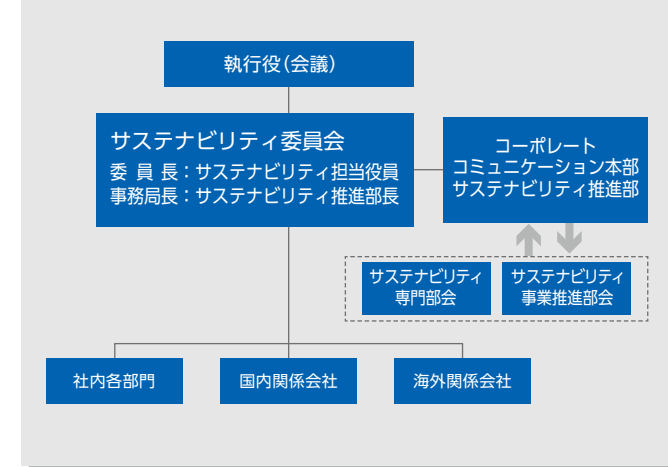 執行役（会議）
サステナビリティ委員会
委 員 長：サステナビリティ担当役員
事務局長：サステナビリティ推進部長
コーポレート
コミュニケーション本部
サステナビリティ推進部
サステナビリティ
専門部会
サステナビリティ
事業推進部会
社内各部門
国内関係会社
海外関係会社